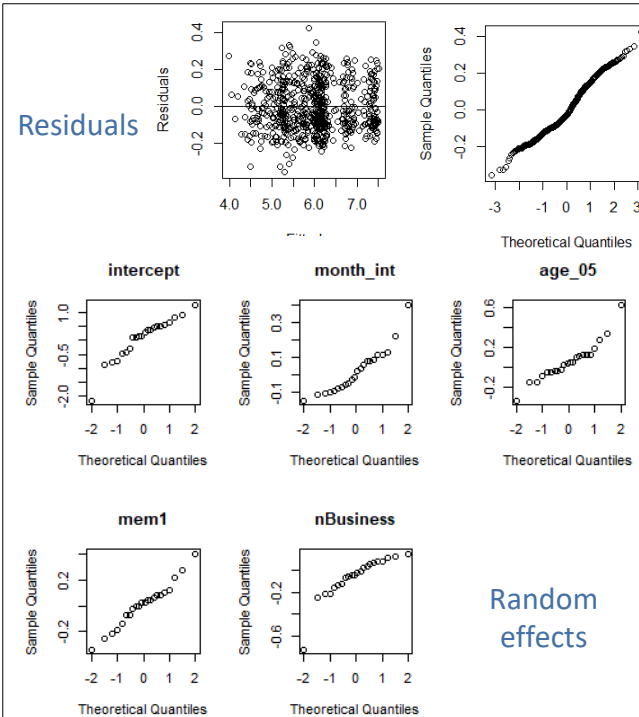 Residuals
Residuals
0.4
0.2
0.0
-0.2
4.0 5.0 6.0 7.0
Sample Quantiles
0.4
0.2
0.0
-0.2
-3 -1 0 1 2 3
Theoretical Quantiles
intercept
Sample Quantiles
1.0
-0.5
-2.0
-2 -1 0 1 2
Theoretical Quantiles
month_int
Sample Quantiles
0.3
0.1
-0.1
-2 -1 0 1 2
Theoretical Quantiles
age_05
Sample Quantiles
0.6
0.2
-0.2
-2 -1 0 1 2
Theoretical Quantiles
mem1
Sample Quantiles
0.2
-0.2
-2 -1 0 1 2
Theoretical Quantiles
nBusiness
Sample Quantiles
-0.2
-0.6
-2 -1 0 1 2
Theoretical Quantiles
Random
effects